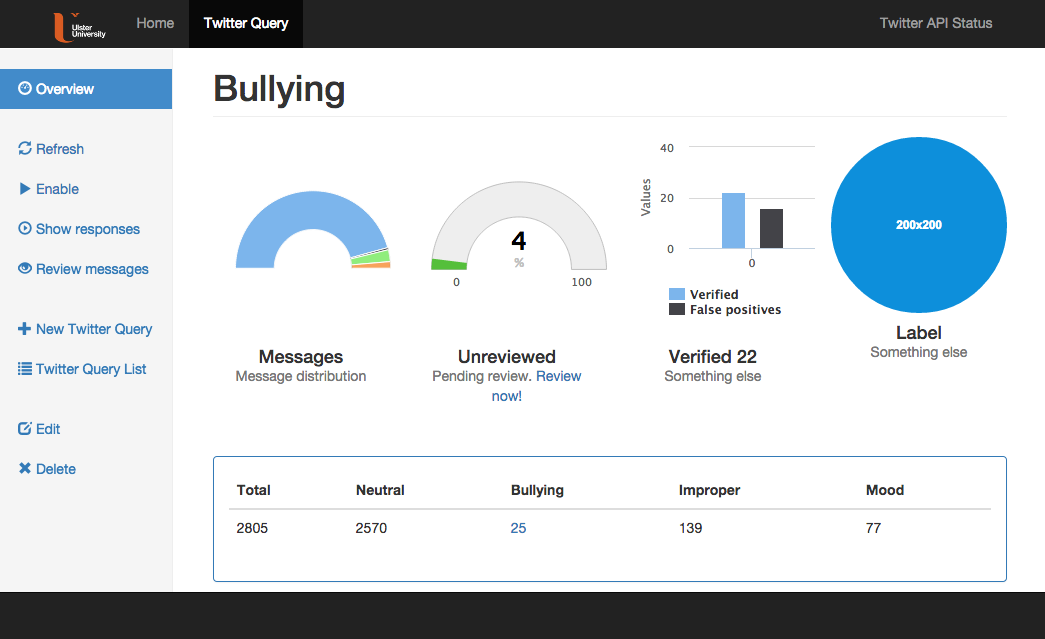 Ulster
University
Home
Twitter Query
Twitter API Status
Overview
Refresh
Enable
Show responses
Review messages
New Twitter Query
Twitter Query List
Edit
Delete
Bullying
Messages
Message distribution
4
%
0 100
Unreviewed
Pending review. Review
now!
Values
40
20
0
0
Verified
False positives
Verified 22
Something else
200x200
Label
Something else
Total Neutral Bullying Improper Mood
2805 2570 25 139 77